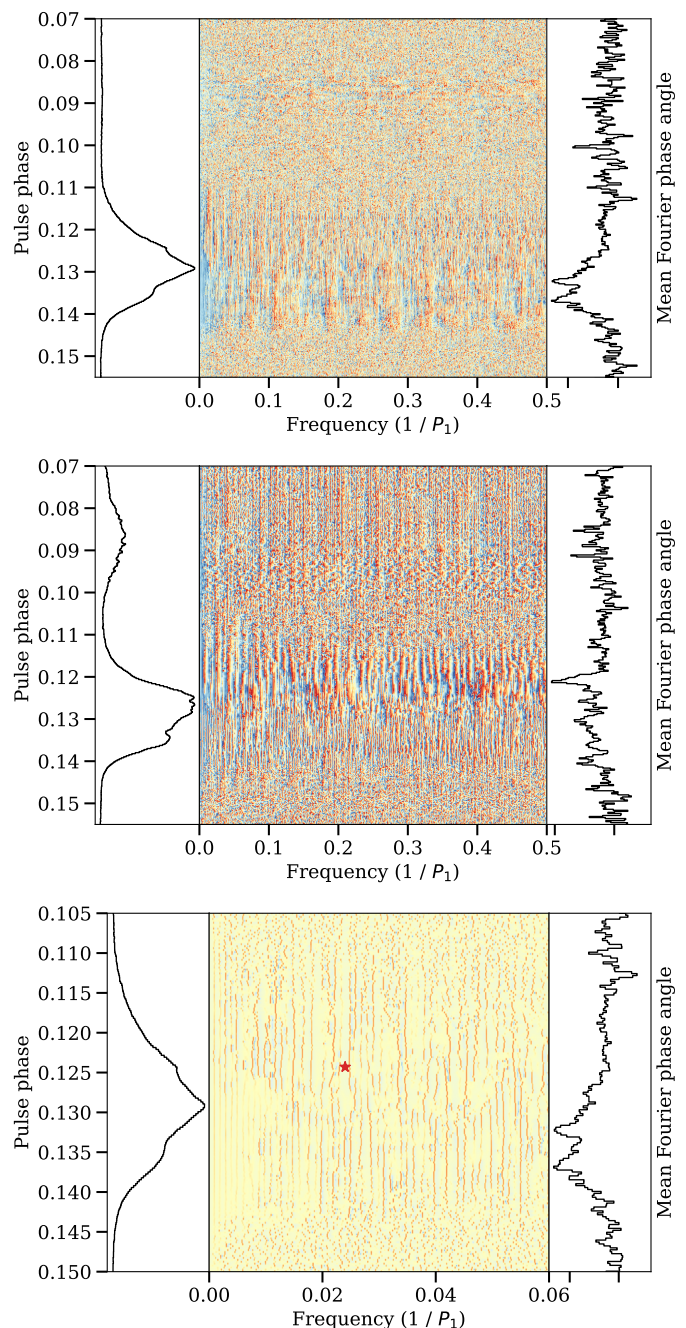 0.07
0.08
0.09
0.10
0.11
0.12
0.13
0.14
0.15
Pulse phase
Mean Fourier phase angle
0.0 0.1 0.2 0.3 0.4 0.5
Frequency (1 / P₁)
0.07
0.08
0.09
0.10
0.11
0.12
0.13
0.14
0.15
Pulse phase
Mean Fourier phase angle
0.0 0.1 0.2 0.3 0.4 0.5
Frequency (1 / P₁)
0.105
0.110
0.115
0.120
0.125
0.130
0.135
0.140
0.145
0.150
Pulse phase
Mean Fourier phase angle
0.00 0.02 0.04 0.06
Frequency (1 / P₁)